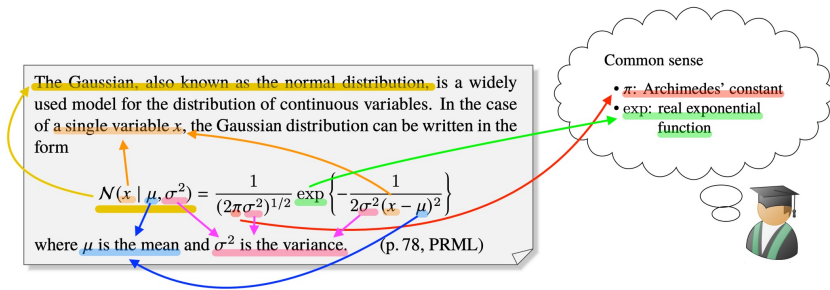 The Gaussian, also known as the normal distribution, is a widely
used model for the distribution of continuous variables. In the case
of a single variable x, the Gaussian distribution can be written in the
form
𝒩(x | μ, σ²) = 1 / (2πσ²)^{1/2} exp{−1 / 2σ² (x − μ)²}
where μ is the mean and σ² is the variance. (p. 78, PRML)
Common sense
• π: Archimedes’ constant
• exp: real exponential
function